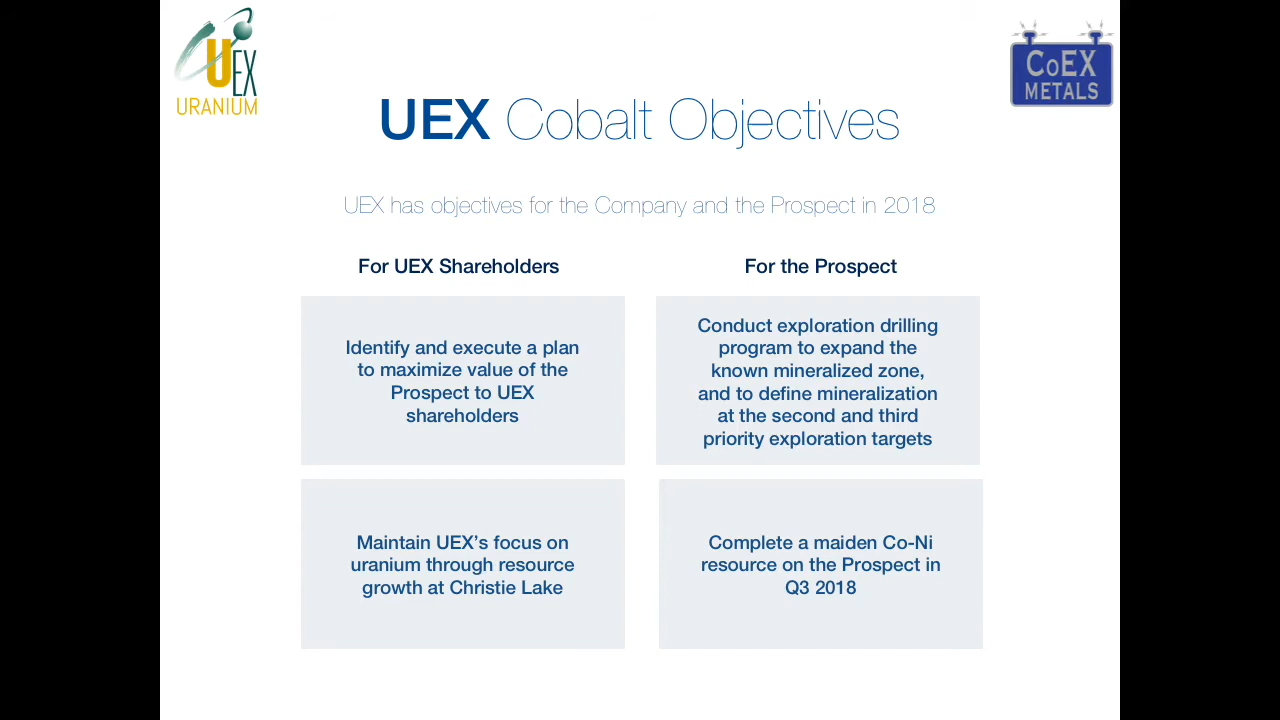 UEX
URANIUM
CoEX
METALS
UEX Cobalt Objectives
UEX has objectives for the Company and the Prospect in 2018
For UEX Shareholders
Identify and execute a plan
to maximize value of the
Prospect to UEX
shareholders
Maintain UEX's focus on
uranium through resource
growth at Christie Lake
For the Prospect
Conduct exploration drilling
program to expand the
known mineralized zone,
and to define mineralization
at the second and third
priority exploration targets
Complete a maiden Co-Ni
resource on the Prospect in
Q3 2018